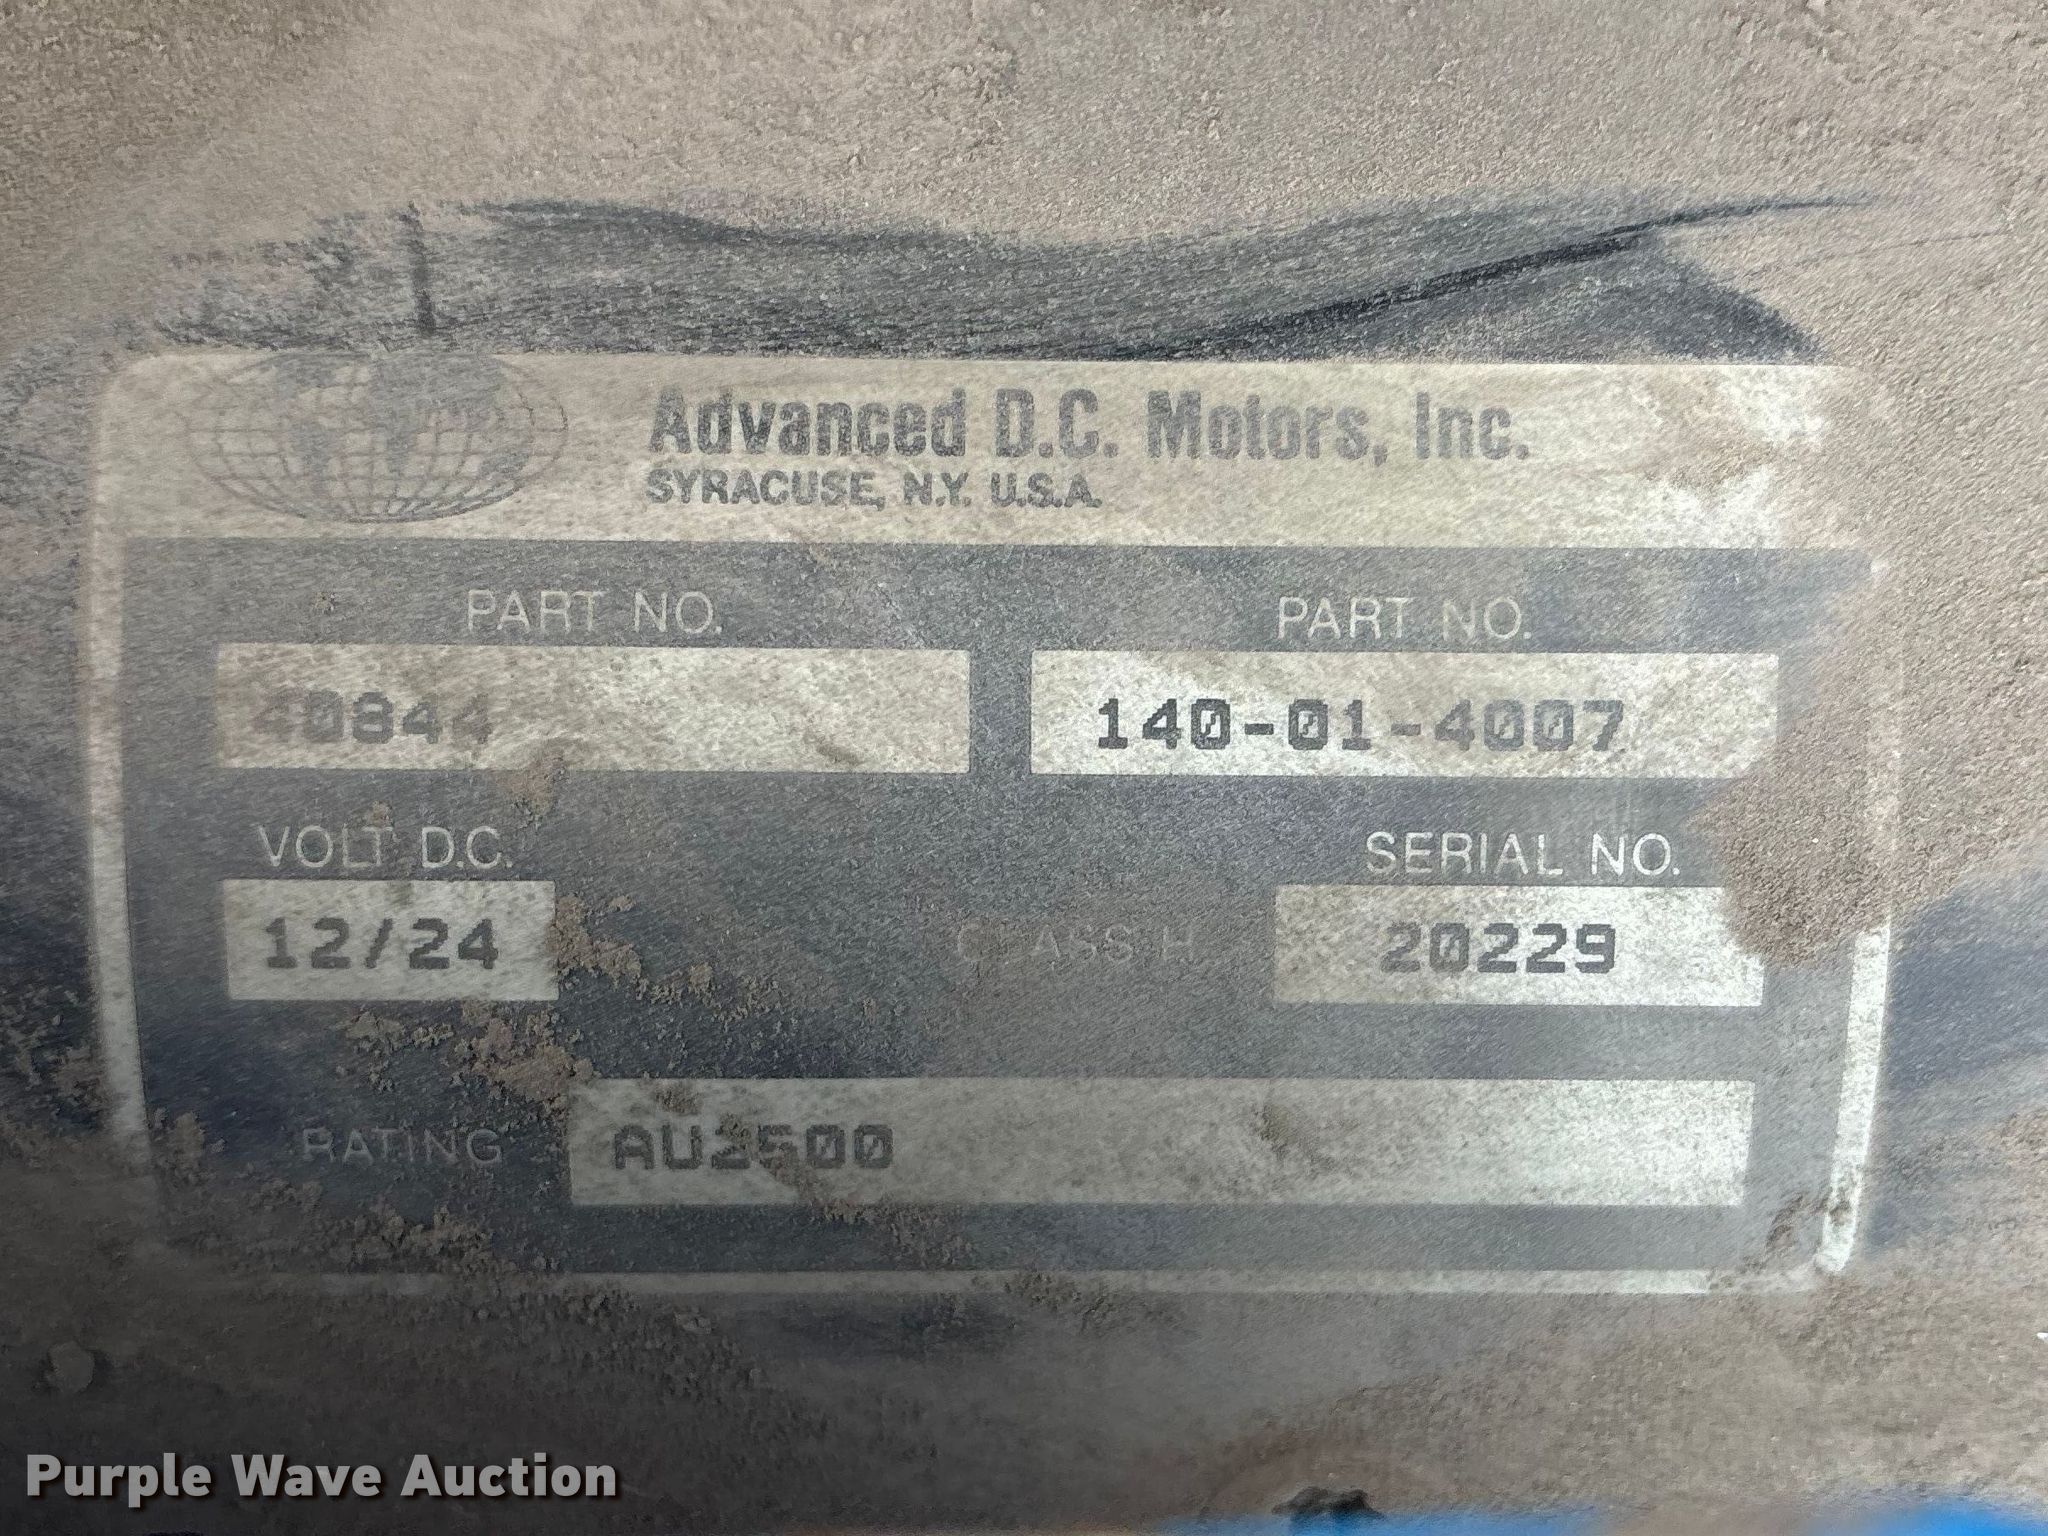 Advanced D.C. Motors, Inc.
SYRACUSE, N.Y. U.S.A.
PART NO. PART NO.
40844 140-01-4007
VOLT D.C. SERIAL NO.
12/24 CLASS H 20229
RATING AU2500
Purple Wave Auction